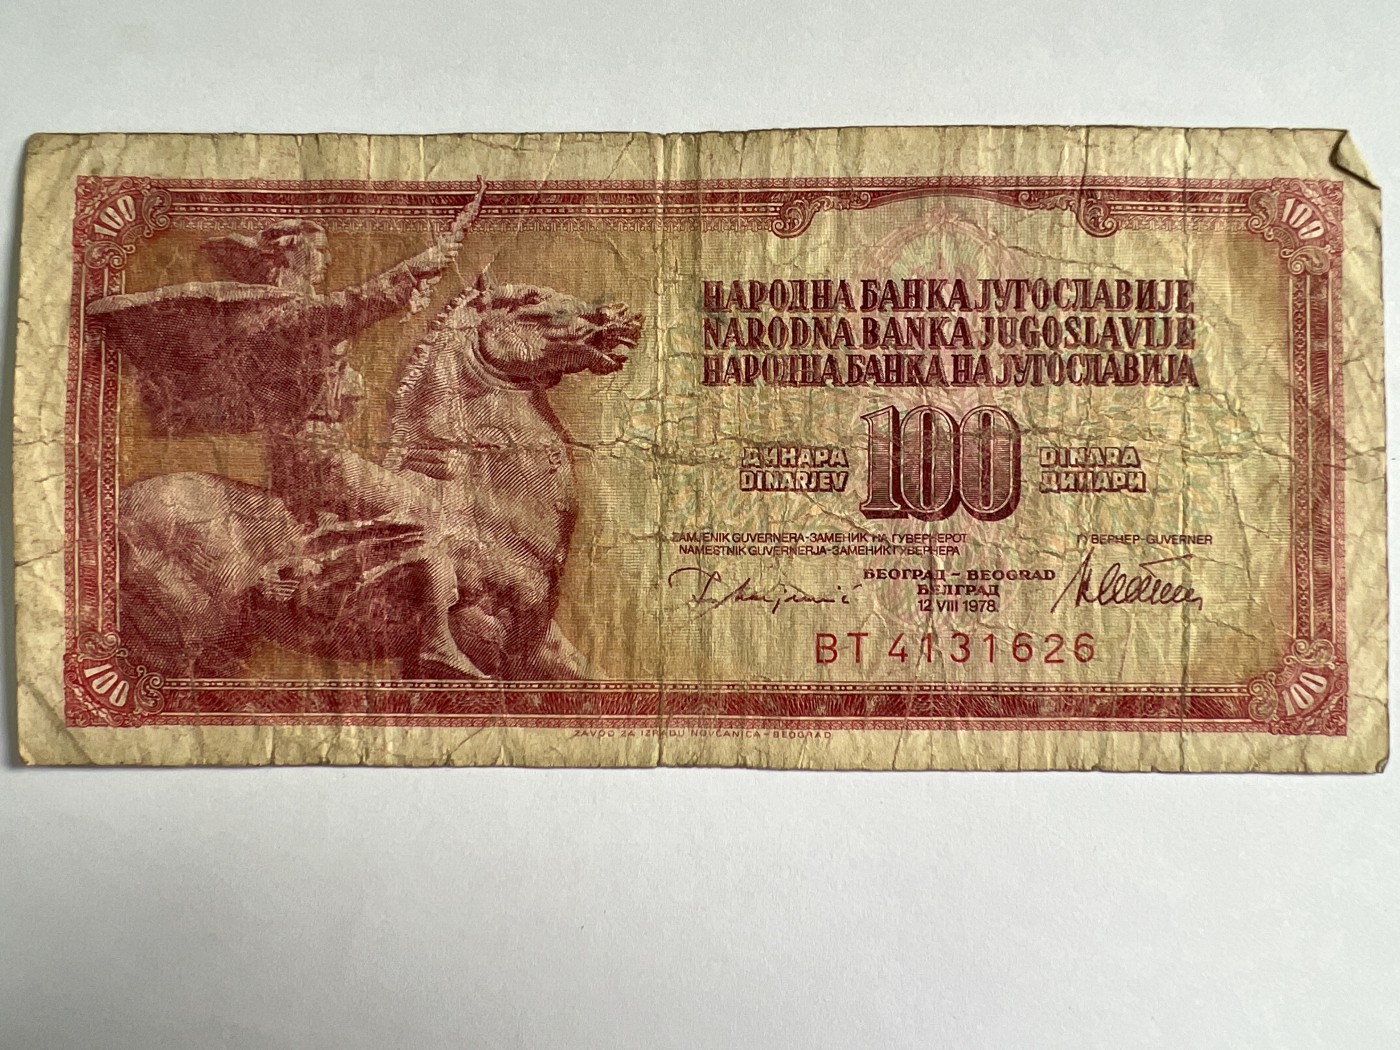 100
100
НАРОДНА БАНКА ЈУГОСЛАВИЈЕ
NARODNA BANKA JUGOSLAVIJE
НАРОДНА БАНКА НА ЈУГОСЛАВИЈА
ДИНАРА 100 DINARA
DINARJEV ДИНАРИ
ZAMJENIK GUVERNERA-ЗАМЕНИК НА ГУВЕРНЕРОТ ГУВЕРНЕР-GUVERNER
NAMESTNIK GUVERNERJA-ЗАМЕНИК ГУВЕРНЕРА
БЕОГРАД - BEOGRAD
БЕЛГРАД
12 VIII 1978.
BT 4131626
100
100
ZAVOD ZA IZRADU NOVČANICA - BEOGRAD